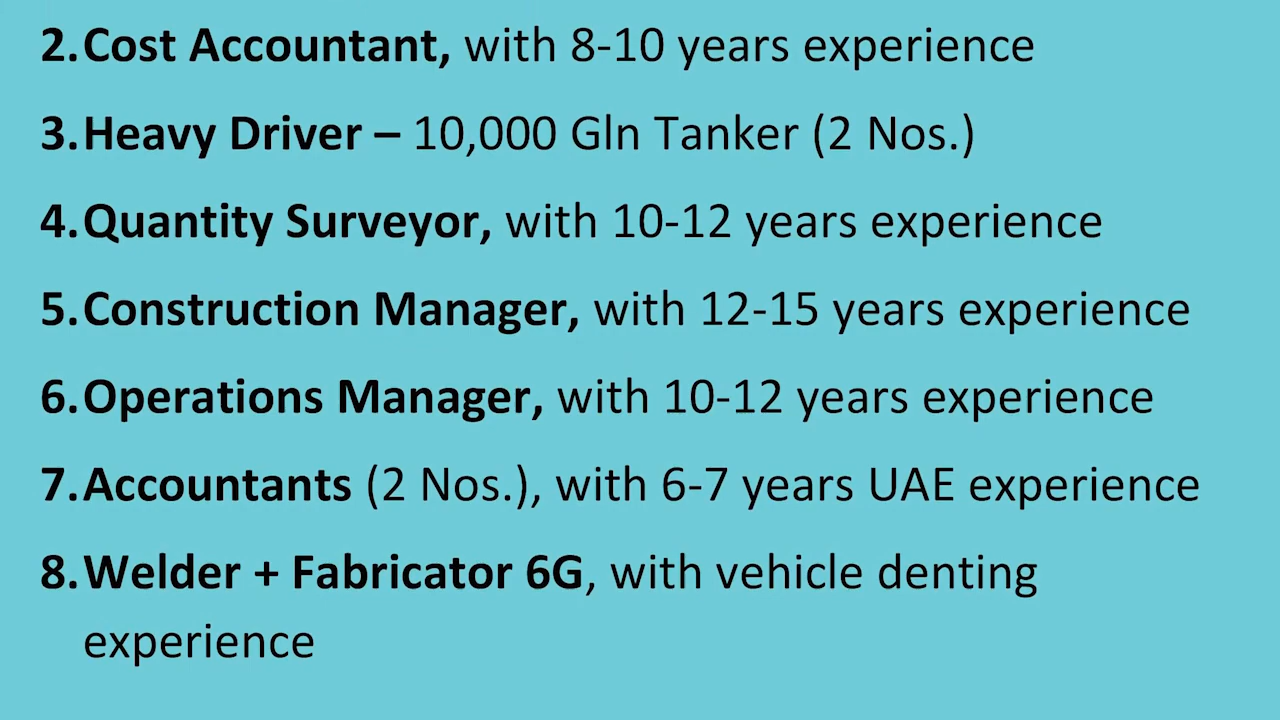 2.Cost Accountant, with 8-10 years experience
3.Heavy Driver – 10,000 Gln Tanker (2 Nos.)
4.Quantity Surveyor, with 10-12 years experience
5.Construction Manager, with 12-15 years experience
6.Operations Manager, with 10-12 years experience
7.Accountants (2 Nos.), with 6-7 years UAE experience
8.Welder + Fabricator 6G, with vehicle denting
experience